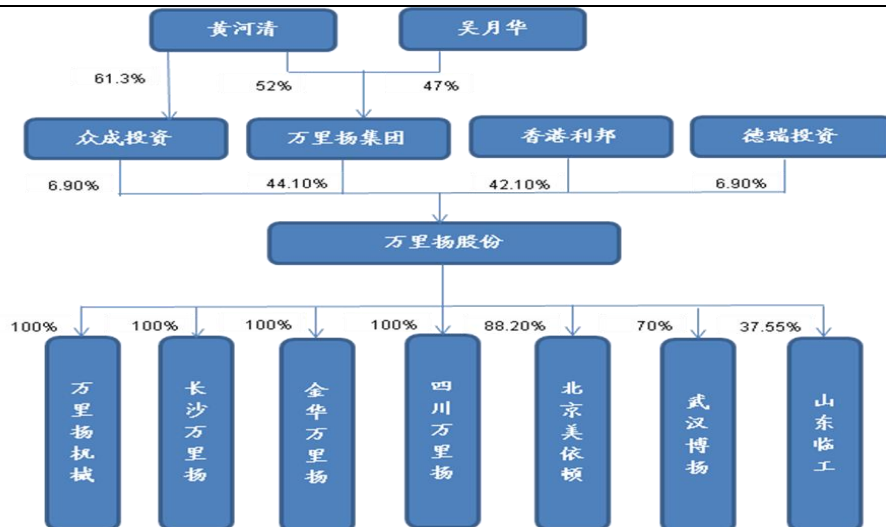 黄河清
吴月华
61.3%
52%
47%
众成投资
万里扬集团
香港利邦
德瑞投资
6.90%
44.10%
42.10%
6.90%
万里扬股份
100%
100%
100%
100%
88.20%
70%
37.55%
万里扬机械
长沙万里扬
金华万里扬
四川万里扬
北京美依顿
武汉博扬
山东临工